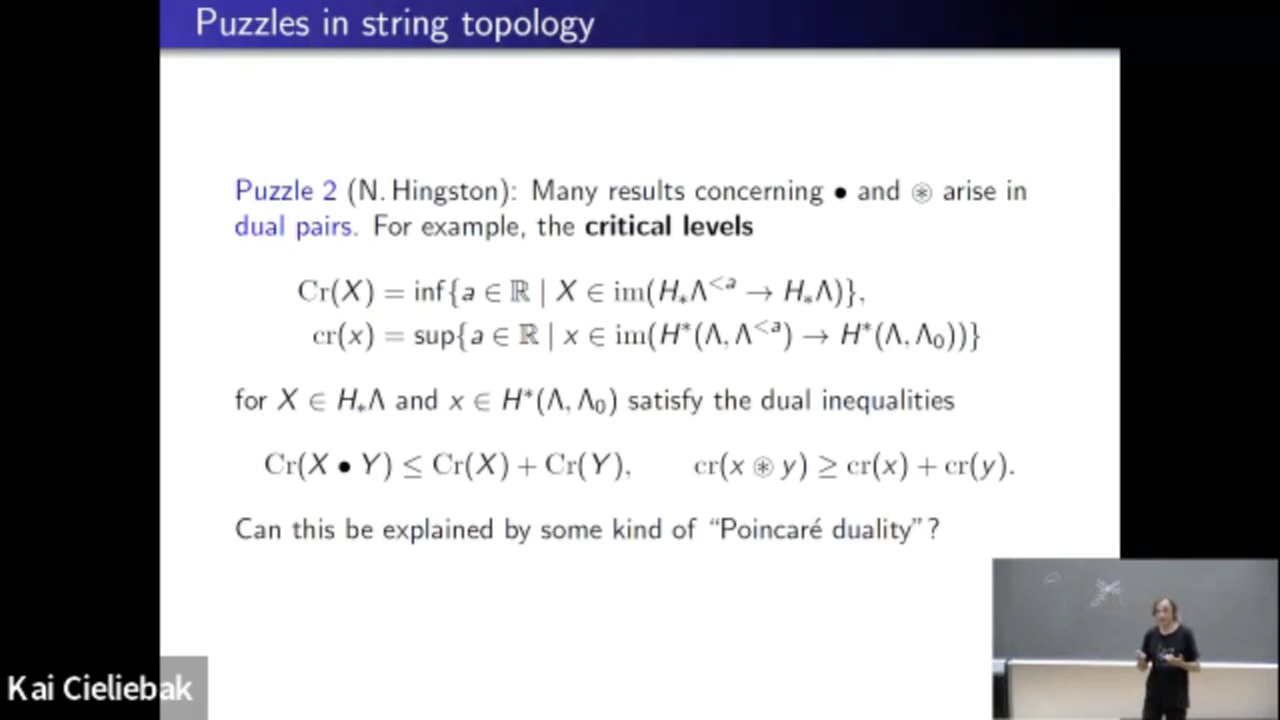 Puzzles in string topology
Puzzle 2 (N. Hingston): Many results concerning • and ⊛ arise in
dual pairs. For example, the critical levels
Cr(X) = inf{a ∈ ℝ | X ∈ im(H_*Λ^{<a} → H_*Λ)},
cr(x) = sup{a ∈ ℝ | x ∈ im(H^*(Λ, Λ^{<a}) → H^*(Λ, Λ_0))}
for X ∈ H_*Λ and x ∈ H^*(Λ, Λ_0) satisfy the dual inequalities
Cr(X • Y) ≤ Cr(X) + Cr(Y), cr(x ⊛ y) ≥ cr(x) + cr(y).
Can this be explained by some kind of “Poincaré duality”?
Kai Cieliebak